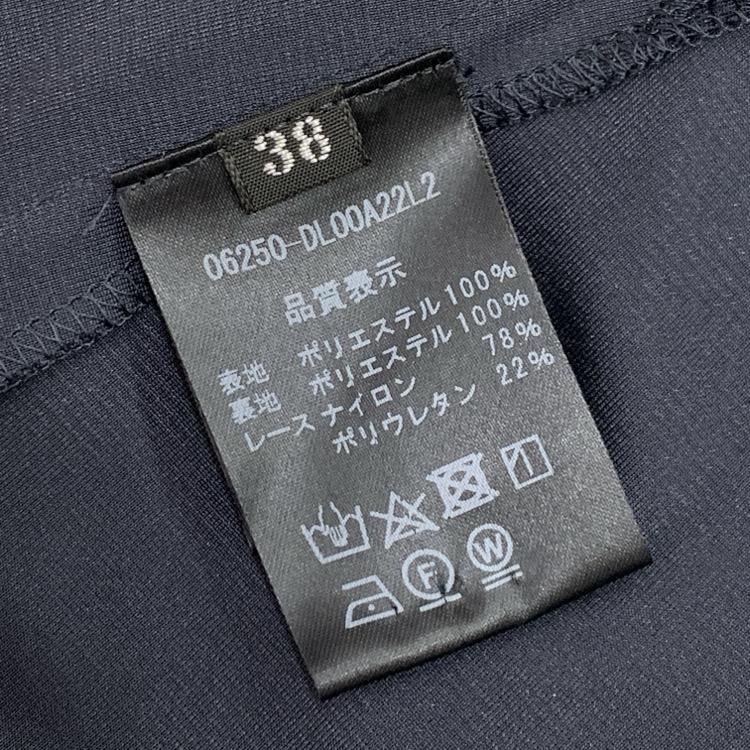 38
06250-DL00A22L2
品質表示
表地 ポリエステル100%
裏地 ポリエステル100%
レース ナイロン 78%
ポリウレタン 22%
F W